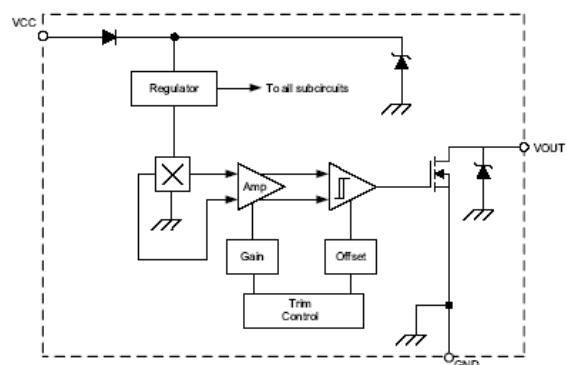 VCC
Regulator
To all subcircuits
VOUT
Amp
Gain
Offset
Trim
Control
GND